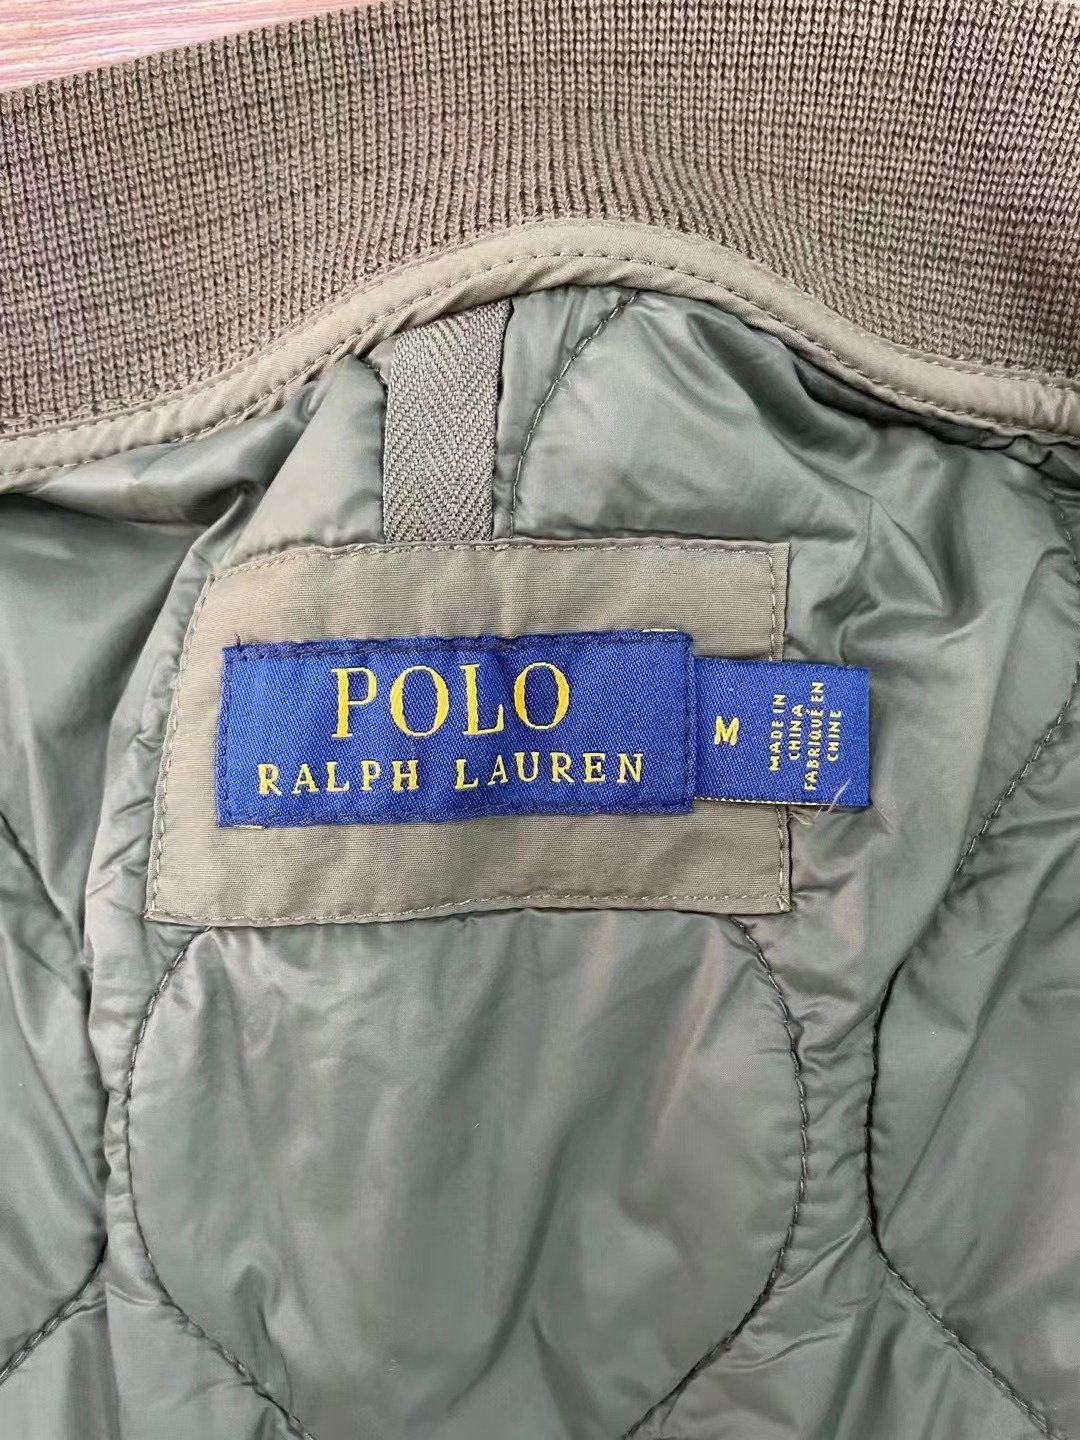 POLO
RALPH LAUREN
M
MADE IN
CHINA
FABRIQUÉ EN
CHINE